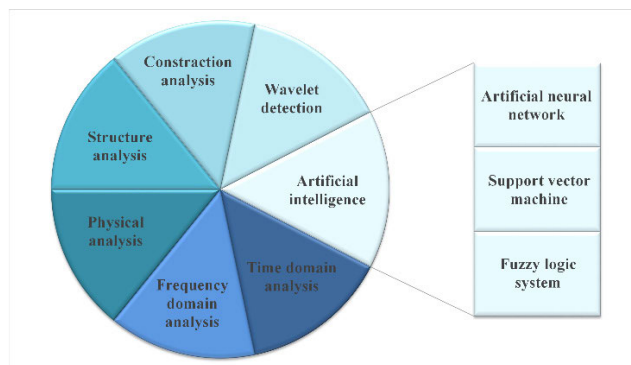 Constraction
analysis
Wavelet
detection
Structure
analysis
Artificial
intelligence
Physical
analysis
Frequency
domain
analysis
Time domain
analysis
Artificial neural
network
Support vector
machine
Fuzzy logic
system